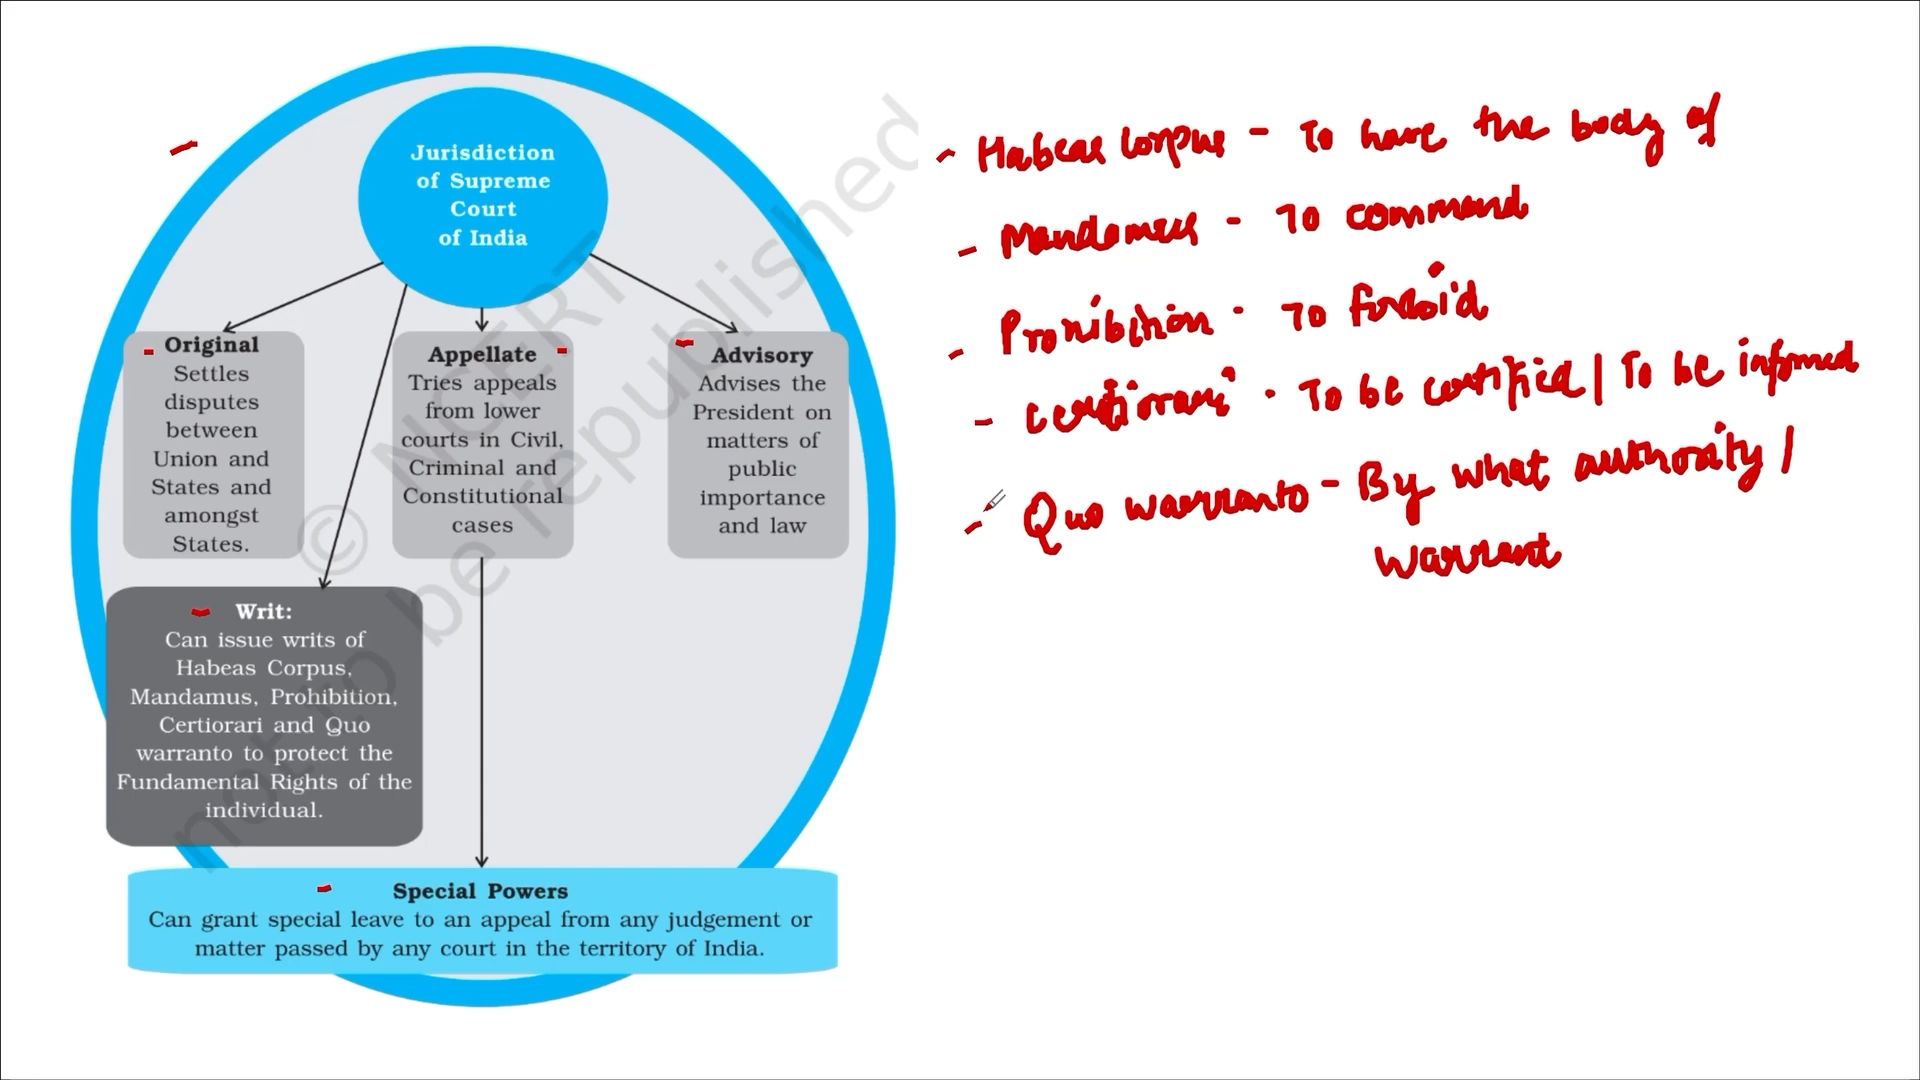 Jurisdiction
of Supreme
Court
of India
Original
Settles
disputes
between
Union and
States and
amongst
States.
Appellate
Tries appeals
from lower
courts in Civil,
Criminal and
Constitutional
cases
Advisory
Advises the
President on
matters of
public
importance
and law
Writ:
Can issue writs of
Habeas Corpus,
Mandamus, Prohibition,
Certiorari and Quo
warranto to protect the
Fundamental Rights of the
individual.
Special Powers
Can grant special leave to an appeal from any judgement or
matter passed by any court in the territory of India.
© NCERT
not to be republished
- Habeas Corpus - To have the body of
- Mandamus - To command
- Prohibition - To forbid
- Certiorari - To be certified / To be informed
- Quo warranto - By what authority /
warrant